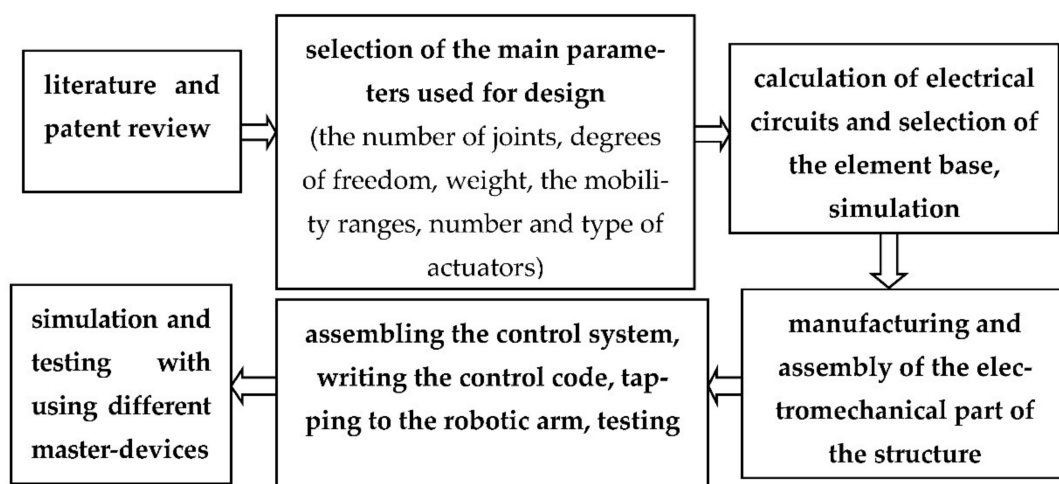 literature and
patent review
selection of the main parame-
ters used for design
(the number of joints, degrees
of freedom, weight, the mobili-
ty ranges, number and type of
actuators)
calculation of electrical
circuits and selection of
the element base,
simulation
manufacturing and
assembly of the elec-
tromechanical part of
the structure
assembling the control system,
writing the control code, tap-
ping to the robotic arm, testing
simulation and
testing with
using different
master-devices